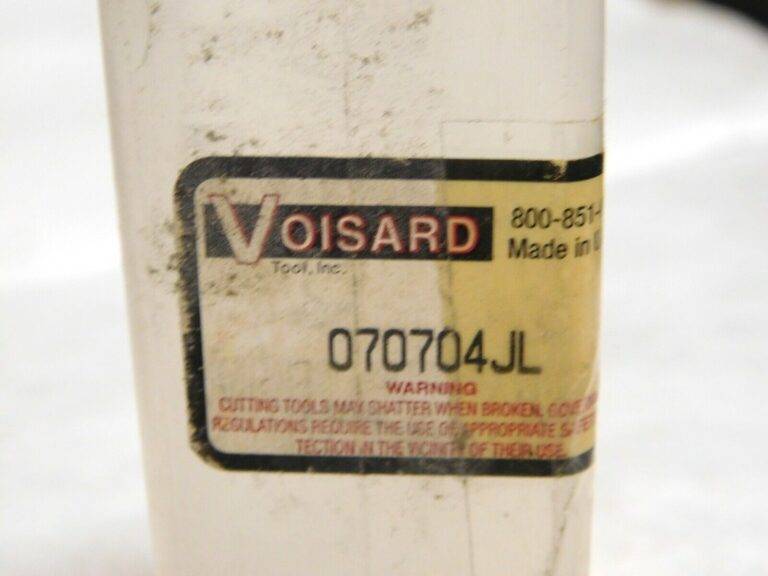 VOISARD
Tool, Inc.
800-851-
Made in U
070704JL
WARNING
CUTTING TOOLS MAY SHATTER WHEN BROKEN. GOVE
REGULATIONS REQUIRE THE USE OF APPROPRIATE
TECTION IN THE VICINITY OF THEIR USE.